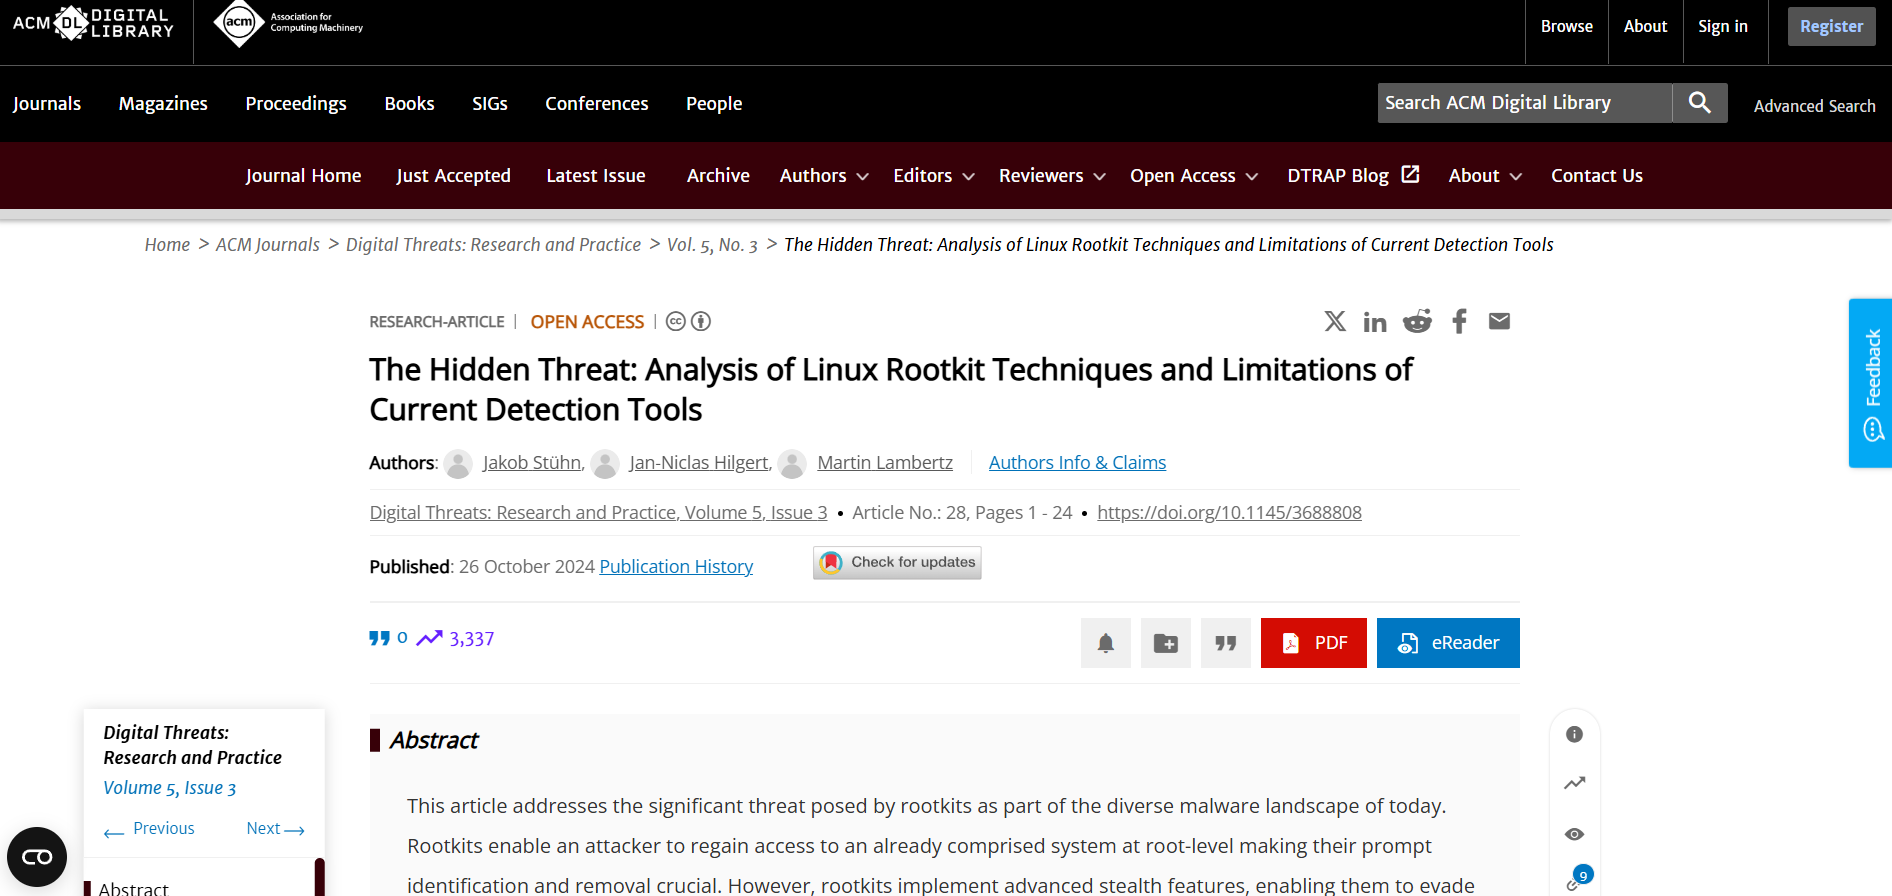 ACM DL DIGITAL LIBRARY
acm Association for Computing Machinery
Browse
About
Sign in
Register
Journals
Magazines
Proceedings
Books
SIGs
Conferences
People
Search ACM Digital Library
Advanced Search
Journal Home
Just Accepted
Latest Issue
Archive
Authors
Editors
Reviewers
Open Access
DTRAP Blog
About
Contact Us
Home > ACM Journals > Digital Threats: Research and Practice > Vol. 5, No. 3 > The Hidden Threat: Analysis of Linux Rootkit Techniques and Limitations of Current Detection Tools
RESEARCH-ARTICLE | OPEN ACCESS | cc
The Hidden Threat: Analysis of Linux Rootkit Techniques and Limitations of
Current Detection Tools
Authors: Jakob Stühn, Jan-Niclas Hilgert, Martin Lambertz
Authors Info & Claims
Digital Threats: Research and Practice, Volume 5, Issue 3 • Article No.: 28, Pages 1 - 24 • https://doi.org/10.1145/3688808
Published: 26 October 2024 Publication History
Check for updates
0 3,337
PDF
eReader
Feedback
Digital Threats:
Research and Practice
Volume 5, Issue 3
Previous
Next
Abstract
Abstract
This article addresses the significant threat posed by rootkits as part of the diverse malware landscape of today.
Rootkits enable an attacker to regain access to an already comprised system at root-level making their prompt
identification and removal crucial. However, rootkits implement advanced stealth features, enabling them to evade
9